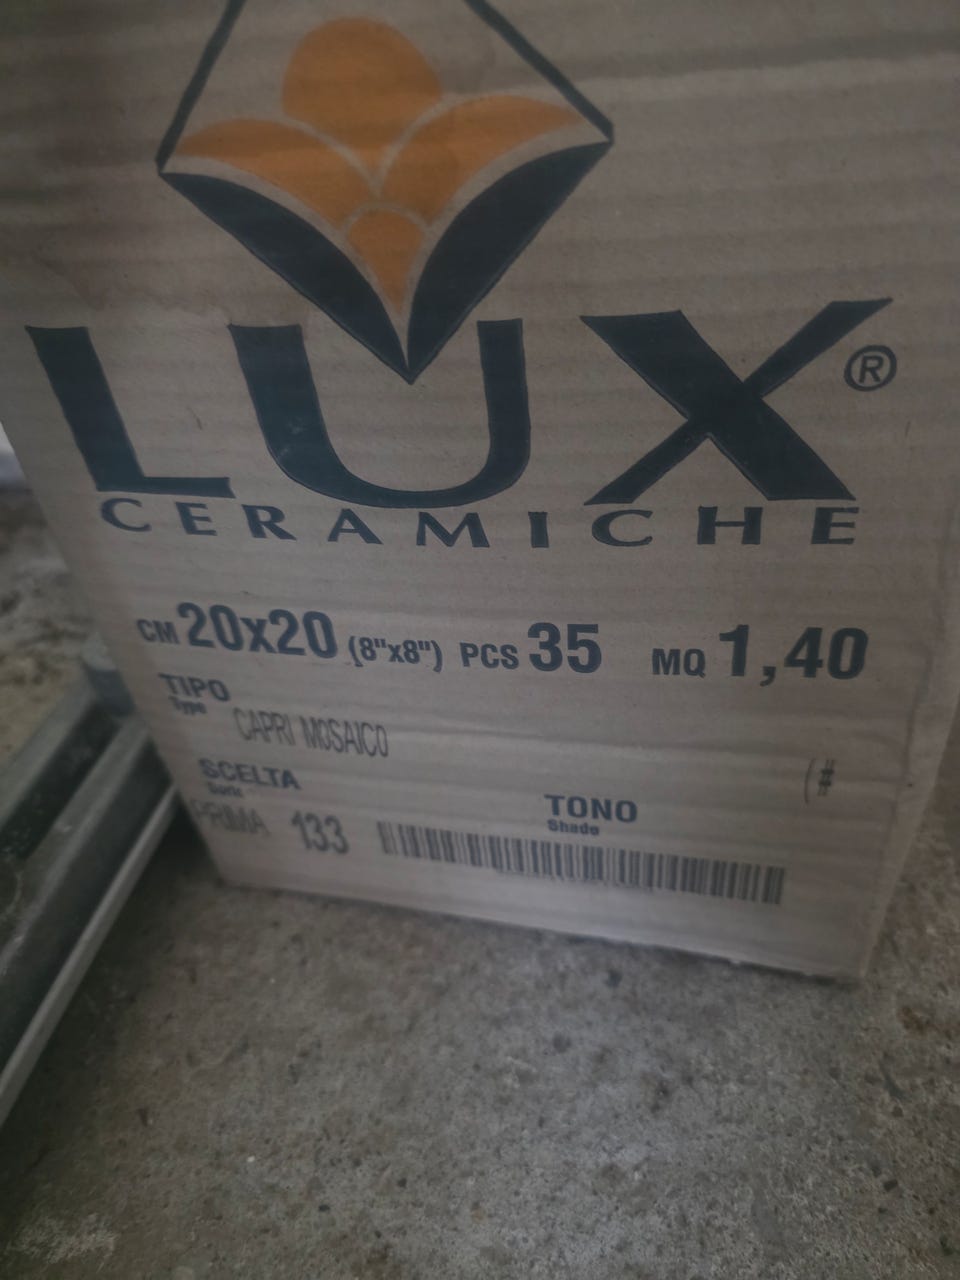 LUX®
CERAMICHE
CM 20x20 (8"x8") PCS 35 MQ 1,40
TIPO
Type
CAPRI MOSAICO
SCELTA
TONO
Shade
PRIMA 133